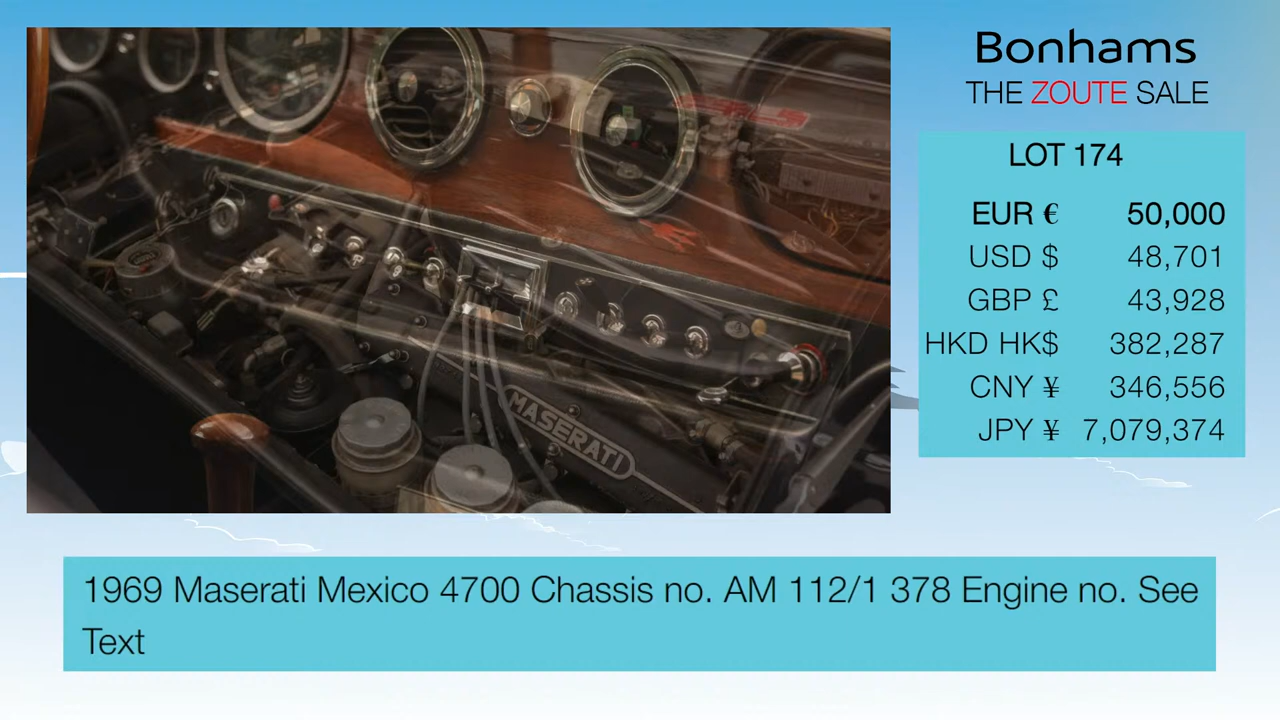 Bonhams
THE ZOUTE SALE
LOT 174
EUR € 50,000
USD $ 48,701
GBP £ 43,928
HKD HK$ 382,287
CNY ¥ 346,556
JPY ¥ 7,079,374
MASERATI
1969 Maserati Mexico 4700 Chassis no. AM 112/1 378 Engine no. See
Text